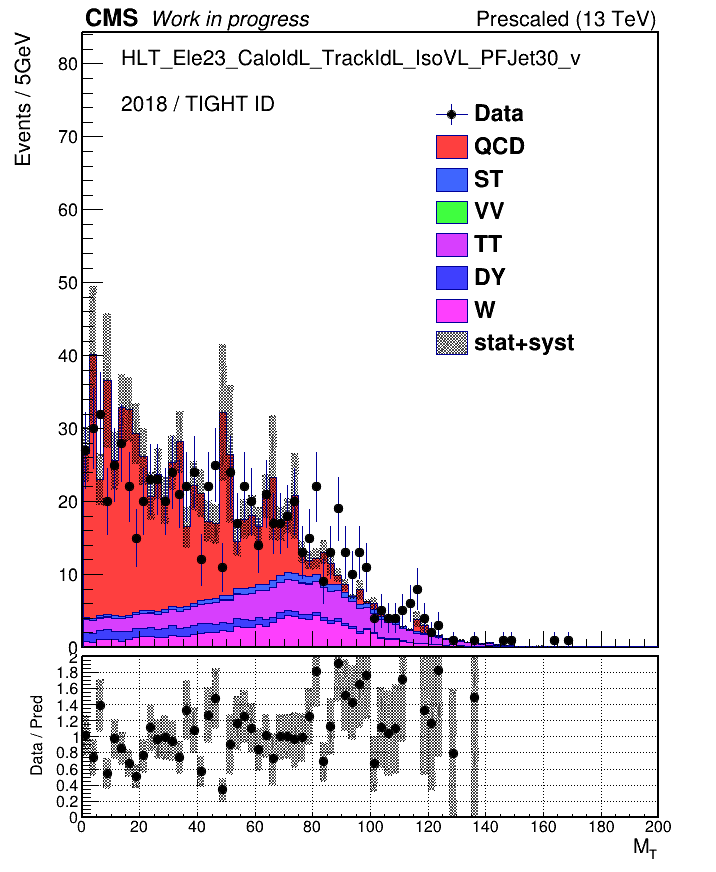 CMS Work in progress Prescaled (13 TeV)
HLT_Ele23_CaloIdL_TrackIdL_IsoVL_PFJet30_v
2018 / TIGHT ID
Events / 5GeV
80
70
60
50
40
30
20
10
0
Data
QCD
ST
VV
TT
DY
W
stat+syst
Data / Pred
2
1.8
1.6
1.4
1.2
1
0.8
0.6
0.4
0.2
0
0 20 40 60 80 100 120 140 160 180 200
M_T